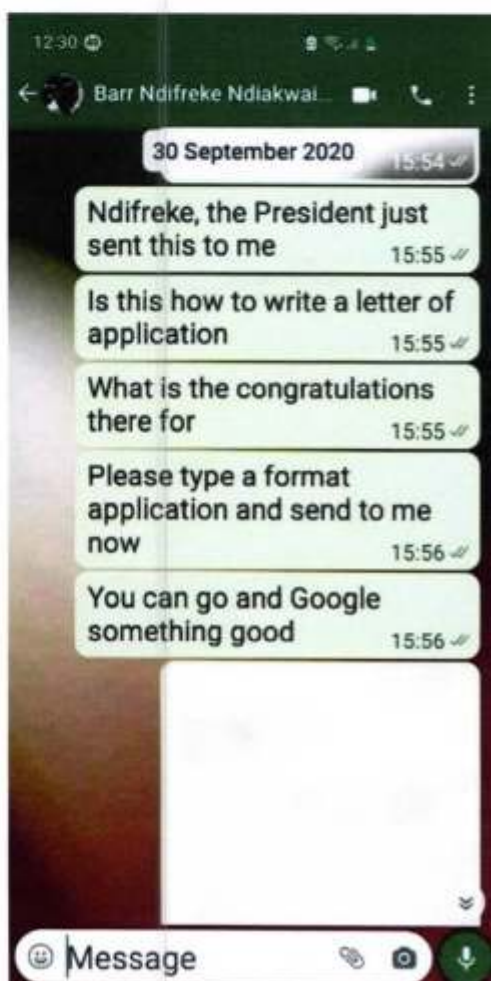 12:30
Barr Ndifreke Ndiakwai...
30 September 2020
15:54
Ndifreke, the President just
sent this to me
15:55
Is this how to write a letter of
application
15:55
What is the congratulations
there for
15:55
Please type a format
application and send to me
now
15:56
You can go and Google
something good
15:56
Message